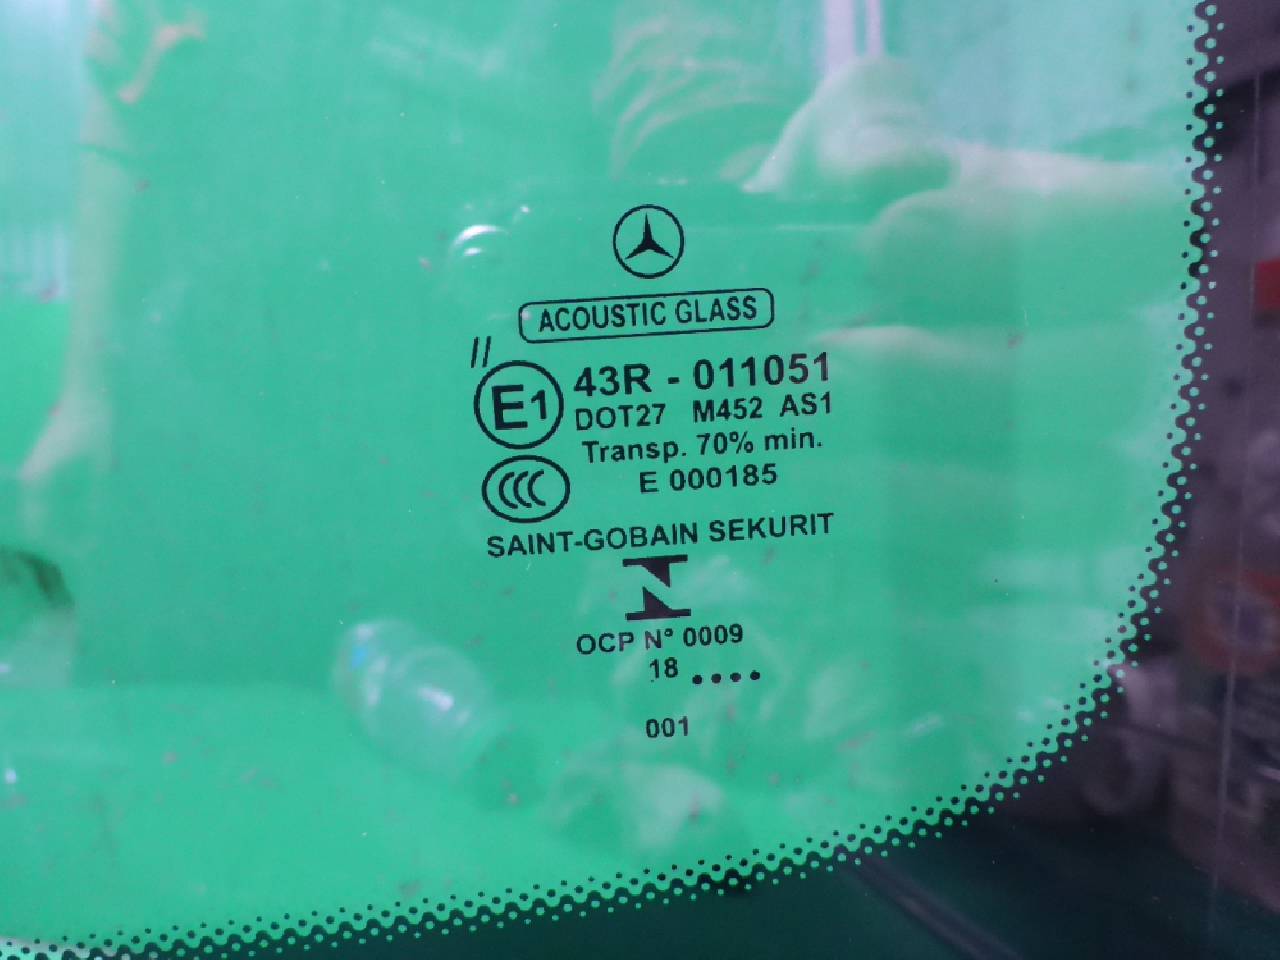 ACOUSTIC GLASS
//
E1 43R - 011051
DOT27 M452 AS1
Transp. 70% min.
CCC E 000185
SAINT-GOBAIN SEKURIT
OCP N° 0009
18 ....
001